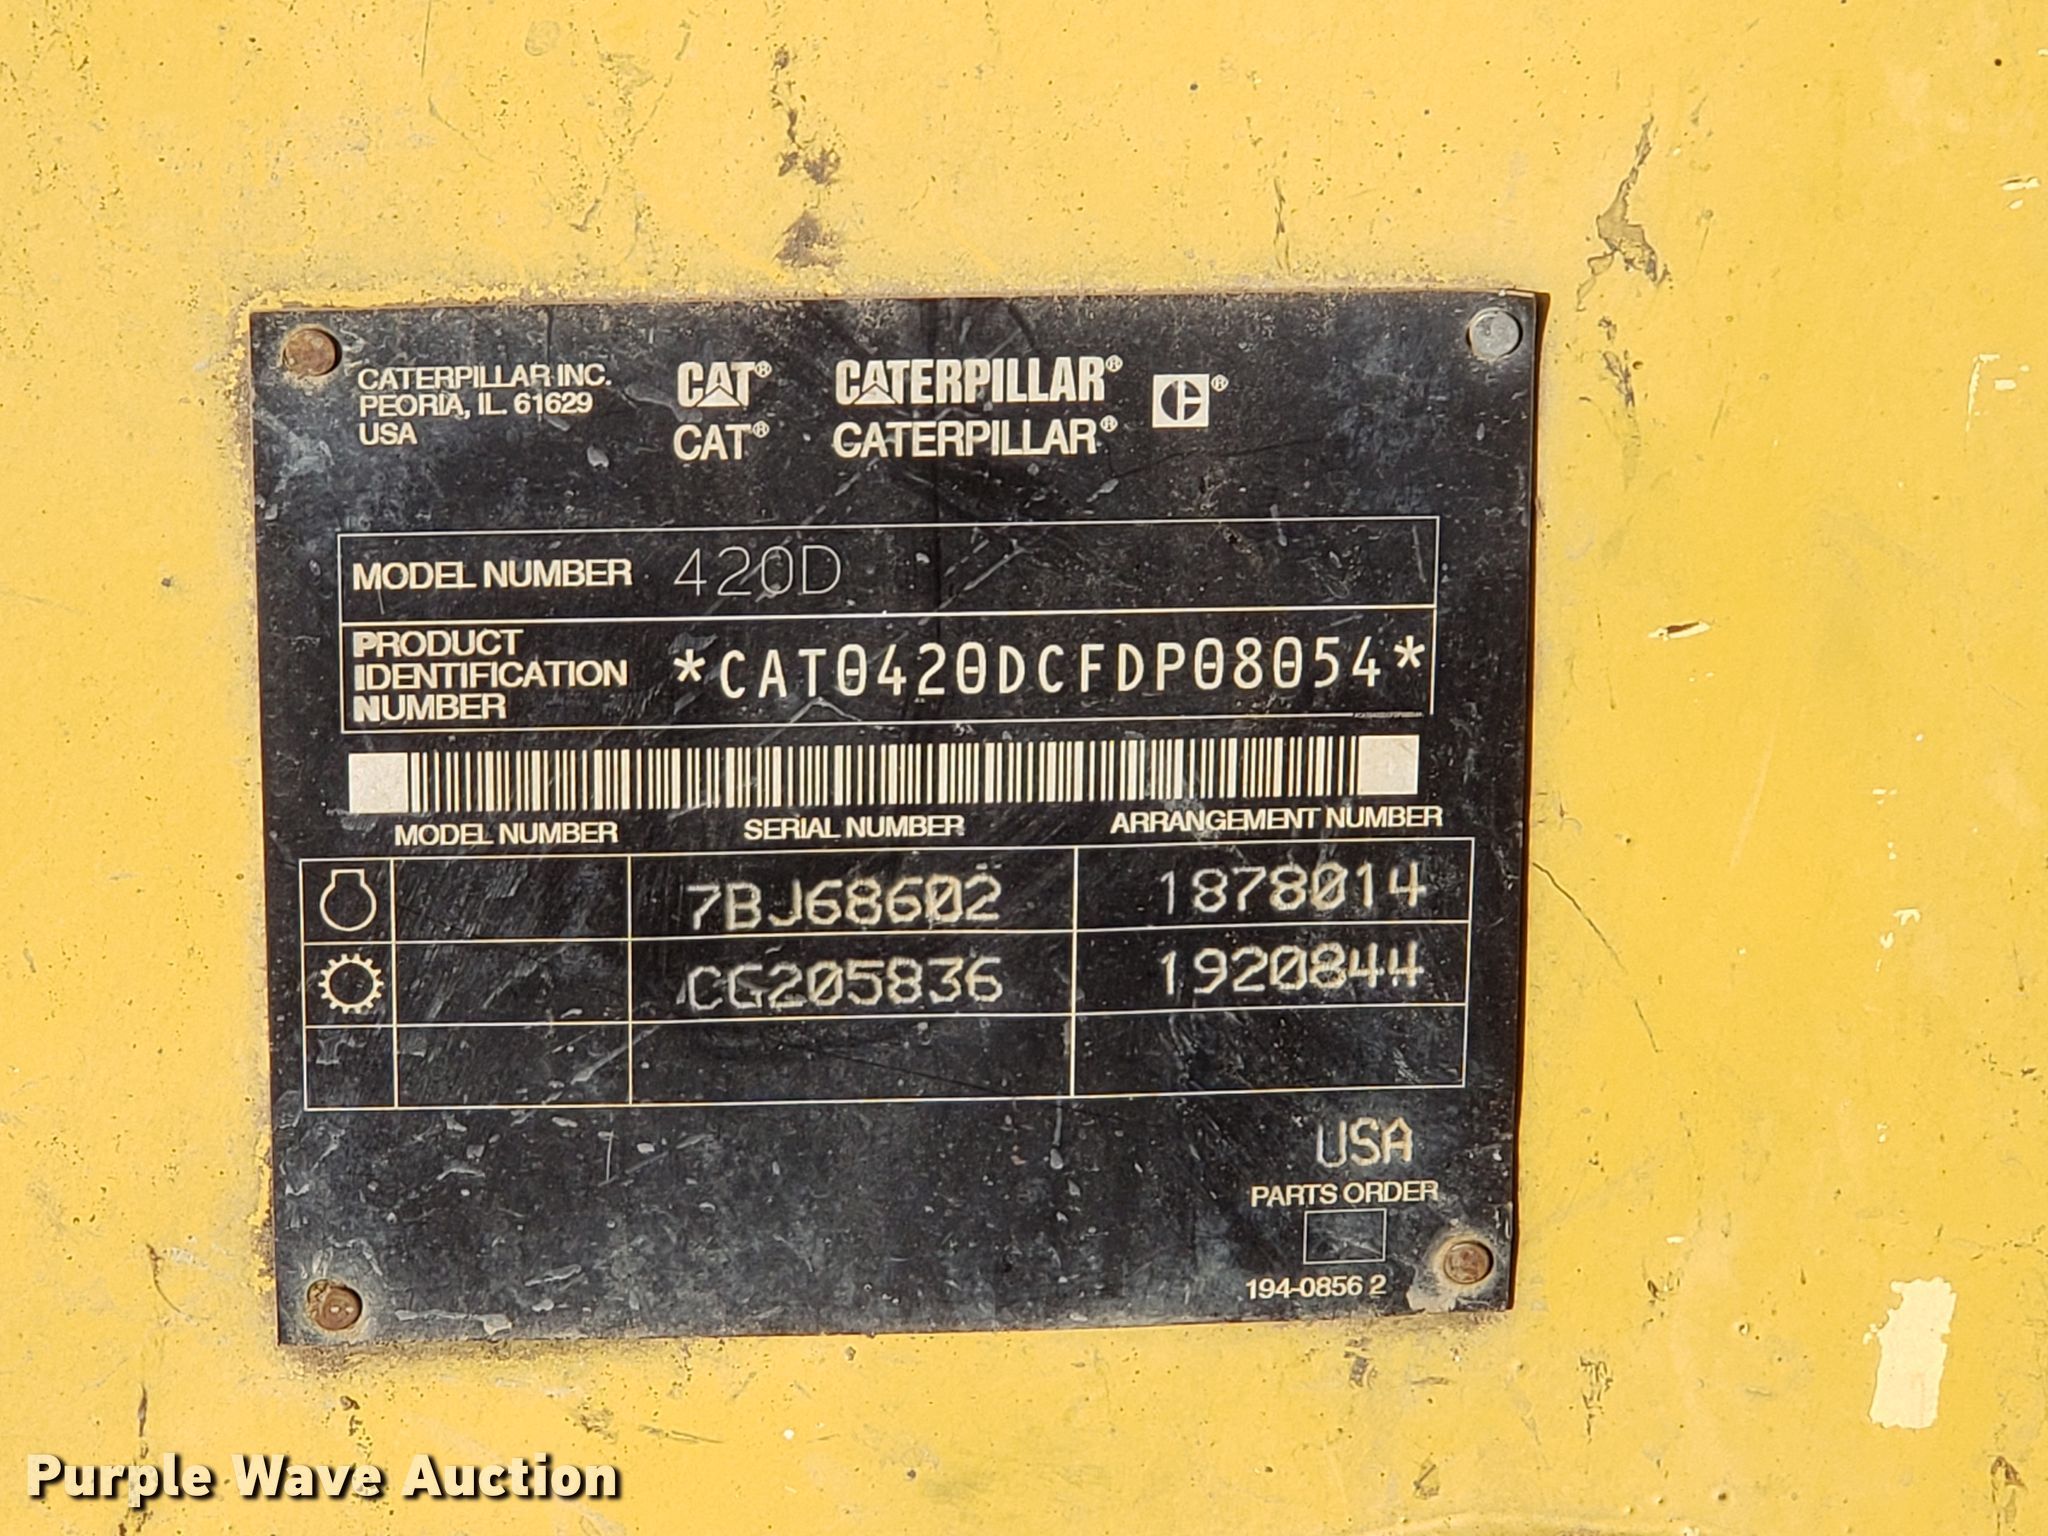 CATERPILLAR INC.
PEORIA, IL. 61629
USA
CAT® CATERPILLAR® ®
CAT® CATERPILLAR®
MODEL NUMBER 420D
PRODUCT
IDENTIFICATION
NUMBER
*CAT0420DCFDP08054*
MODEL NUMBER SERIAL NUMBER ARRANGEMENT NUMBER
7BJ68602 1878014
CG205836 1920844
USA
PARTS ORDER
194-0856 2
Purple Wave Auction